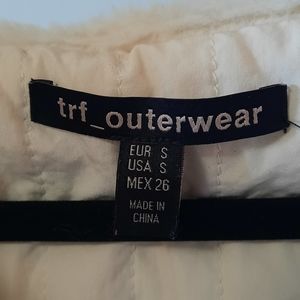 trf_outerwear
EUR S
USA S
MEX 26
MADE IN
CHINA